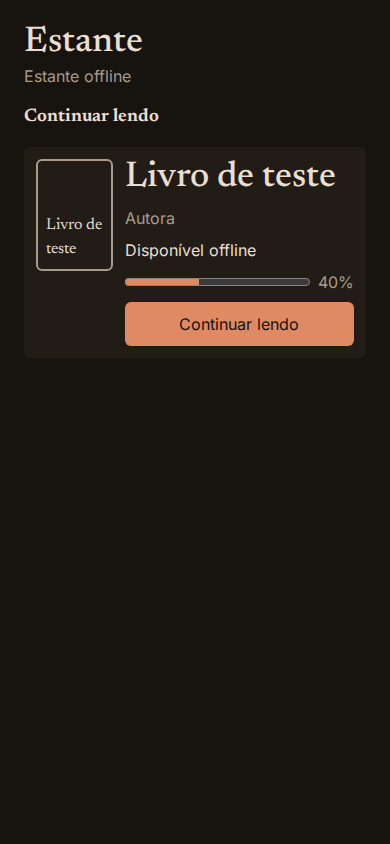 Estante
Estante offline
Continuar lendo
Livro de
teste
Livro de teste
Autora
Disponível offline
40%
Continuar lendo